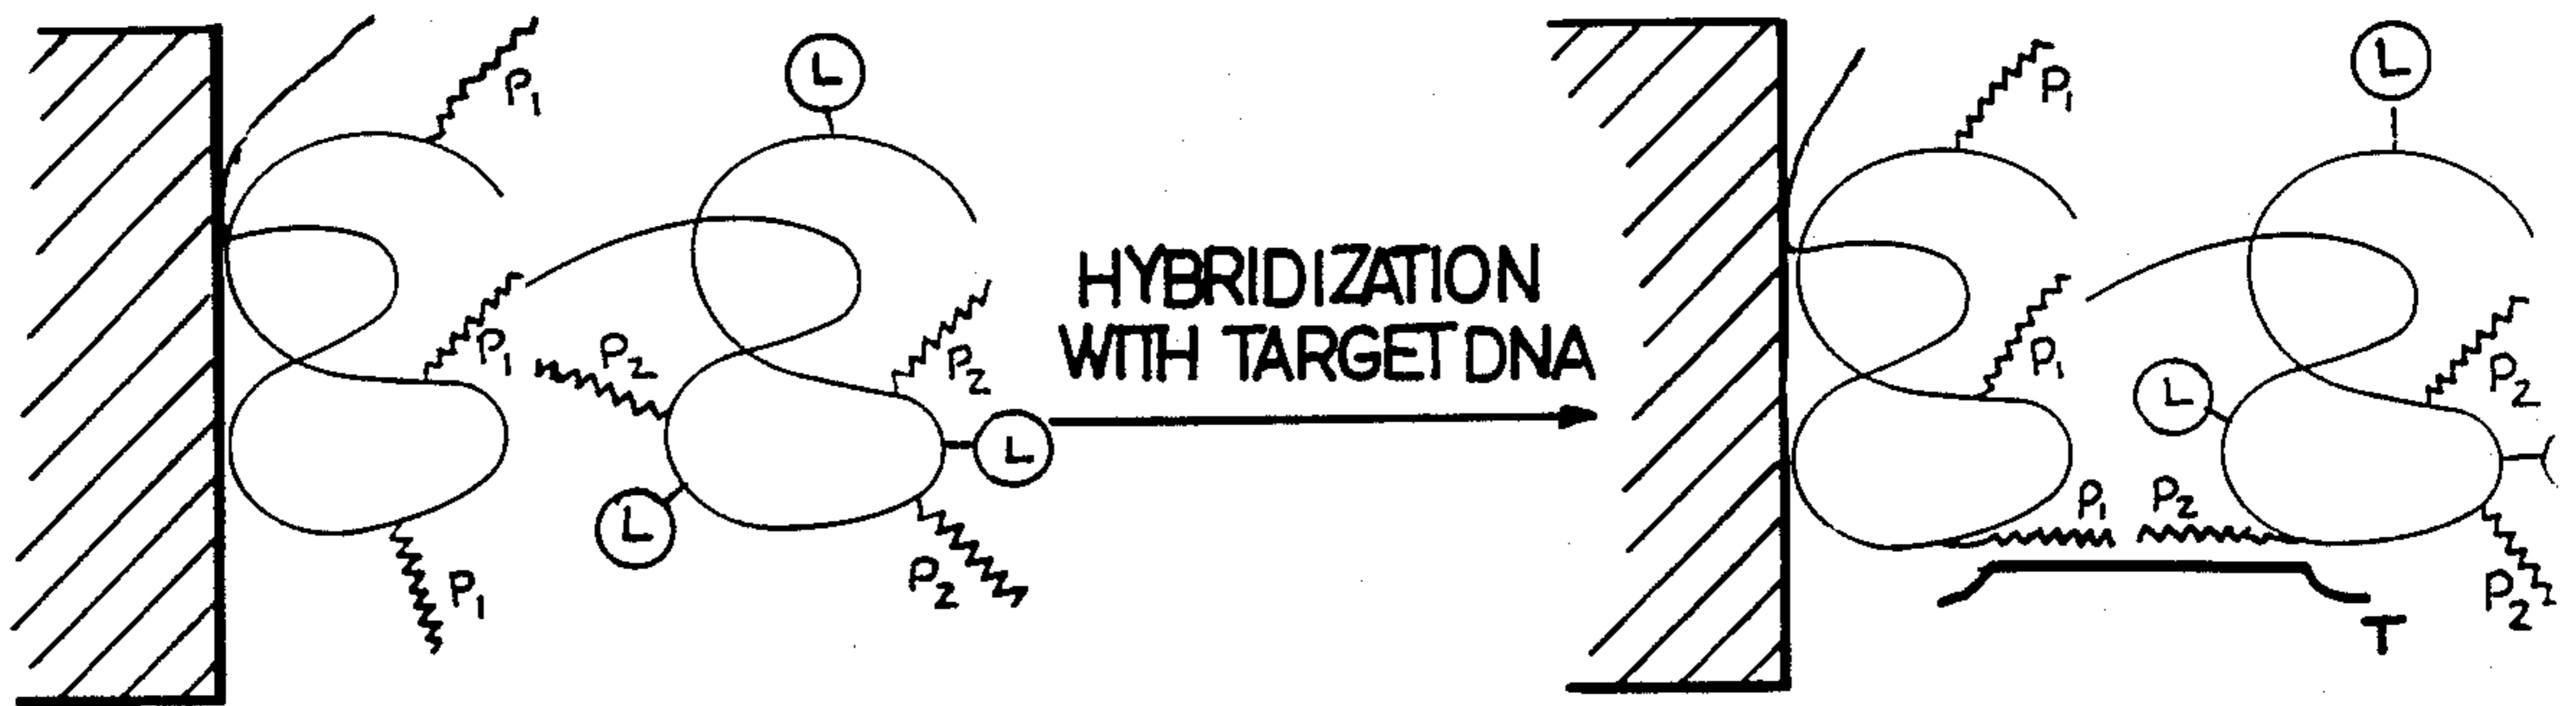 P₁
L
P₁
P₂
P₂
L
L
P₁
P₂
HYBRIDIZATION
WITH TARGET DNA
P₁
L
P₁
L
P₂
P₁ P₂
P₂
T